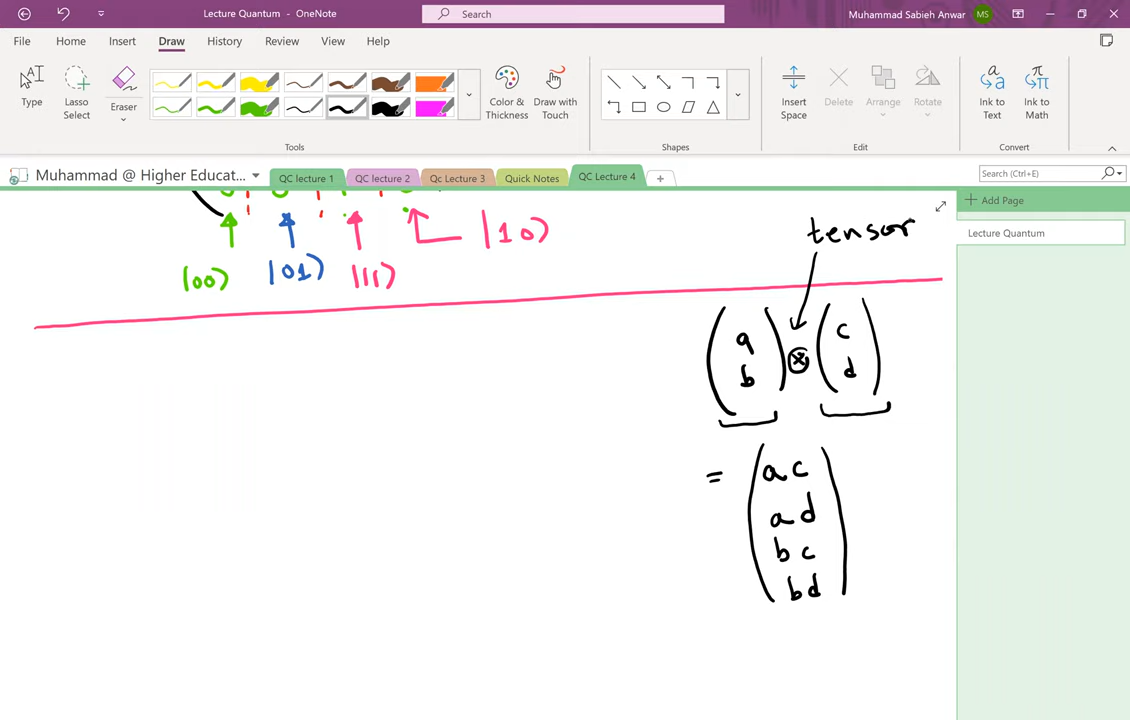 Lecture Quantum - OneNote
Search
Muhammad Sabieh Anwar
MS
File Home Insert Draw History Review View Help
Type
Lasso Select
Eraser
Color & Thickness
Draw with Touch
Insert Space
Delete
Arrange
Rotate
Ink to Text
Ink to Math
Tools
Shapes
Edit
Convert
Muhammad @ Higher Educat...
QC lecture 1
QC lecture 2
Qc Lecture 3
Quick Notes
QC Lecture 4
Search (Ctrl+E)
Add Page
Lecture Quantum
tensor
|10⟩
|00⟩ |01⟩ |11⟩
(a b) ⊗ (c d)
= (ac
ad
bc
bd)